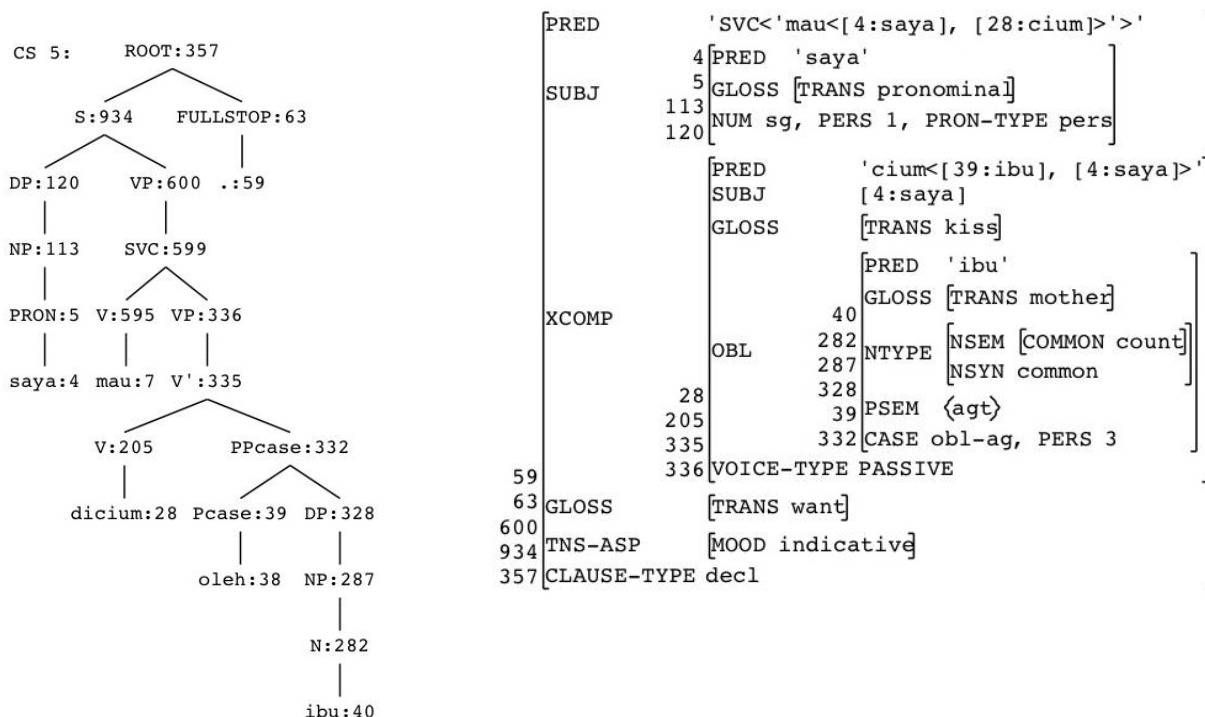 CS 5: ROOT:357
S:934 FULLSTOP:63
DP:120 VP:600 .:59
NP:113 SVC:599
PRON:5 V:595 VP:336
saya:4 mau:7 V':335
V:205 PPcase:332
dicium:28 Pcase:39 DP:328
oleh:38 NP:287
N:282
ibu:40
PRED 'SVC<'mau<[4:saya], [28:cium]>'>'
4 PRED 'saya'
SUBJ 5 GLOSS [TRANS pronominal]
113
120 NUM sg, PERS 1, PRON-TYPE pers
PRED 'cium<[39:ibu], [4:saya]>'
SUBJ [4:saya]
GLOSS [TRANS kiss]
PRED 'ibu'
GLOSS [TRANS mother]
XCOMP 40
OBL 282 NTYPE NSEM [COMMON count]
287 NSYN common
28 328
205 39 PSEM {agt}
335 332 CASE obl-ag, PERS 3
336 VOICE-TYPE PASSIVE
59
63 GLOSS [TRANS want]
600
934 TNS-ASP [MOOD indicative]
357 CLAUSE-TYPE decl